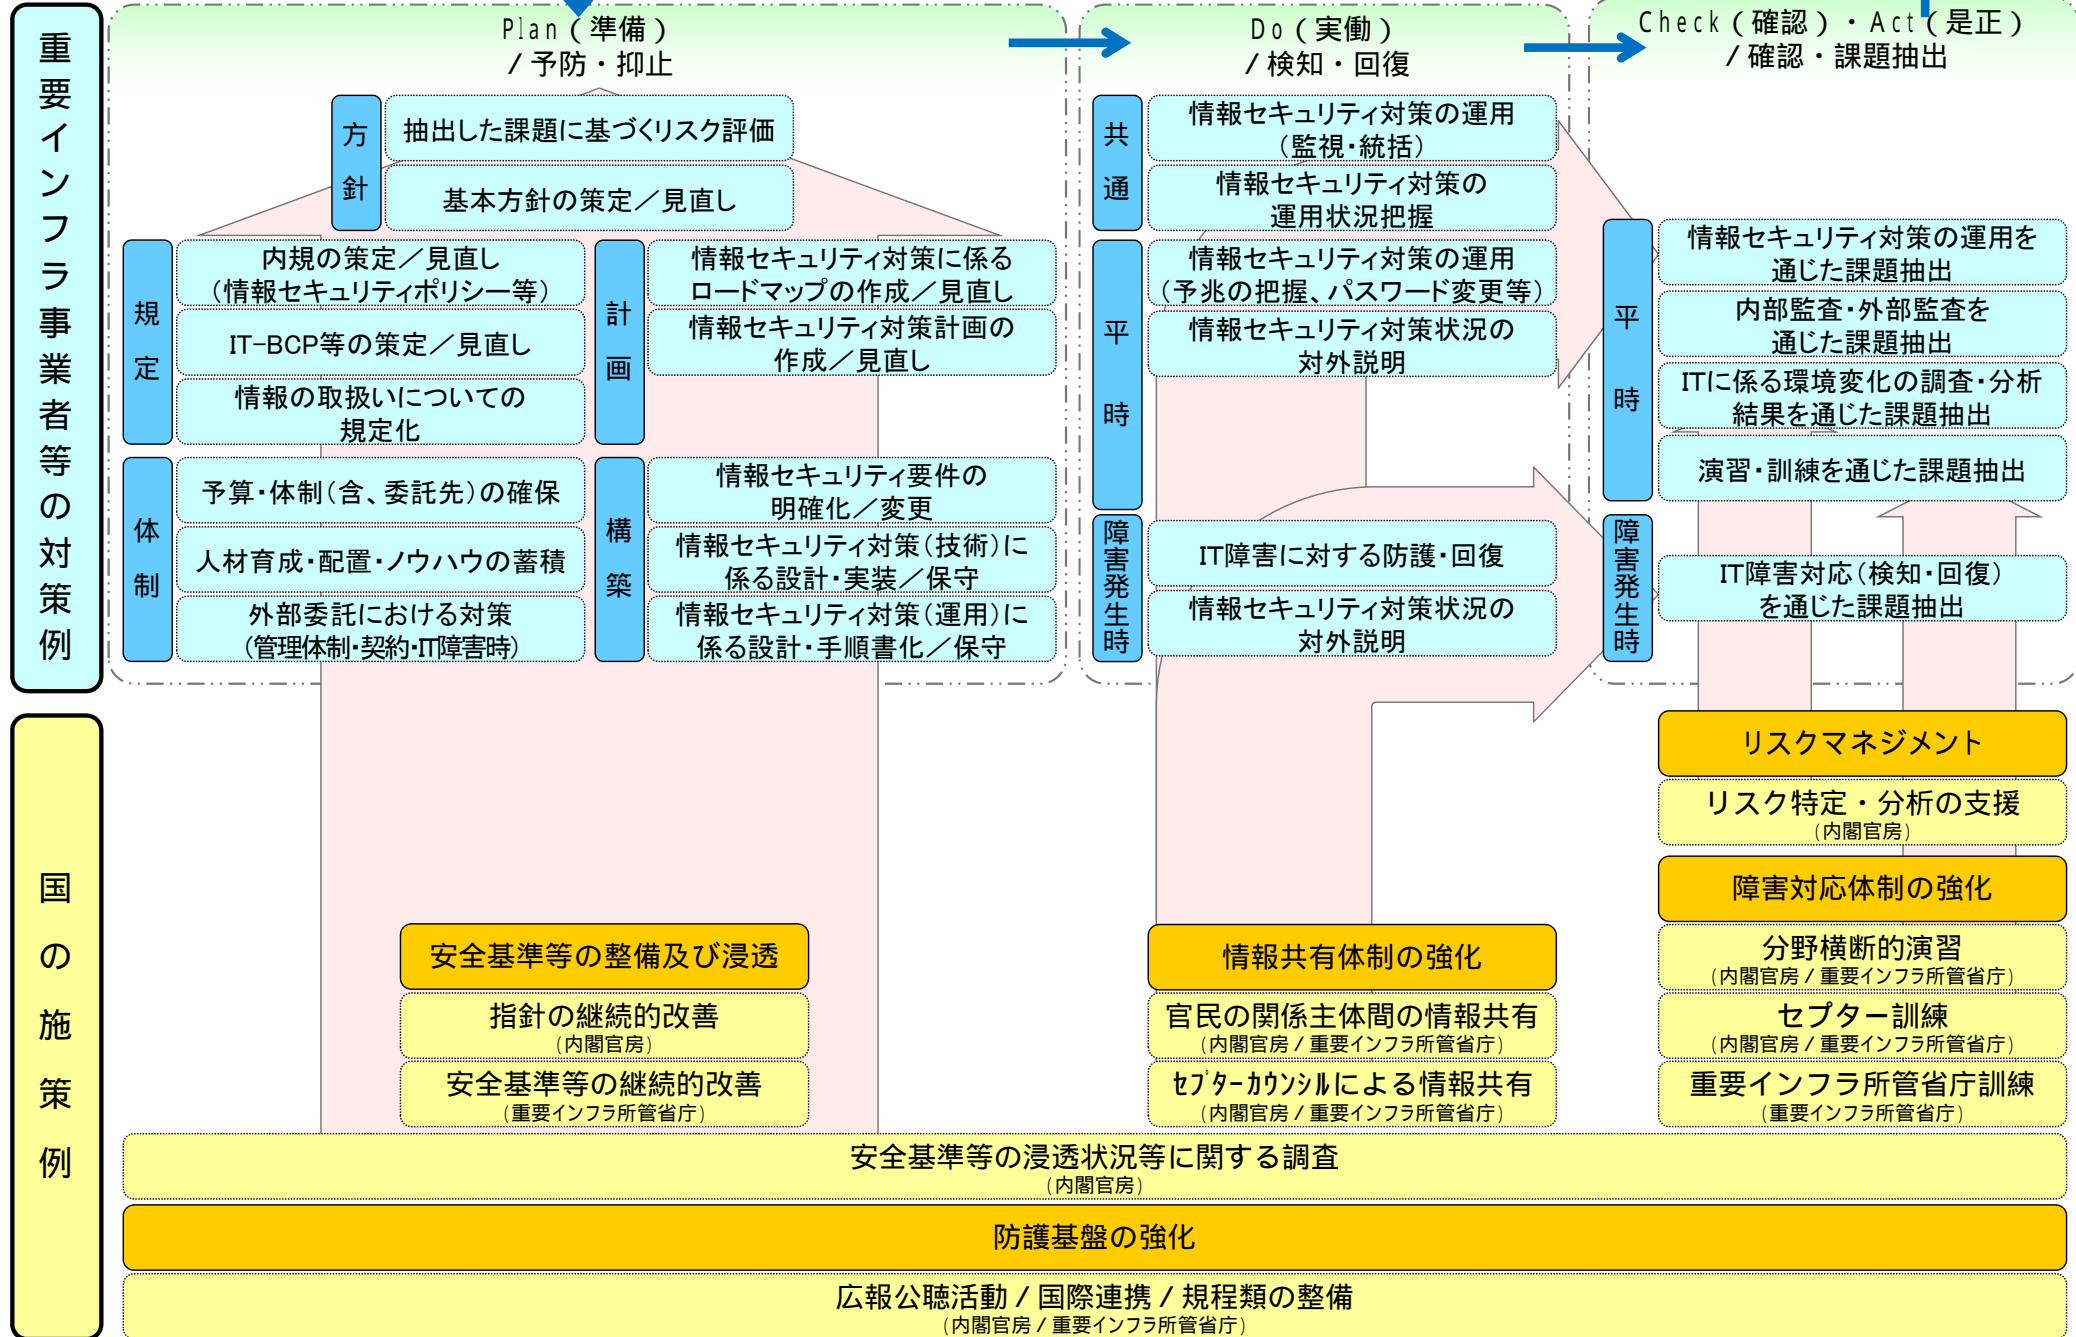 重要インフラ事業者等の対策例
Plan(準備)
/予防・抑止
方針
抽出した課題に基づくリスク評価
基本方針の策定／見直し
規定
内規の策定／見直し
(情報セキュリティポリシー等)
IT-BCP等の策定／見直し
情報の取扱いについての
規定化
計画
情報セキュリティ対策に係る
ロードマップの作成／見直し
情報セキュリティ対策計画の
作成／見直し
体制
予算・体制(含、委託先)の確保
人材育成・配置・ノウハウの蓄積
外部委託における対策
(管理体制・契約・IT障害時)
構築
情報セキュリティ要件の
明確化／変更
情報セキュリティ対策(技術)に
係る設計・実装／保守
情報セキュリティ対策(運用)に
係る設計・手順書化／保守
Do(実働)
/検知・回復
共通
情報セキュリティ対策の運用
(監視・統括)
情報セキュリティ対策の
運用状況把握
平時
情報セキュリティ対策の運用
(予兆の把握、パスワード変更等)
情報セキュリティ対策状況の
対外説明
障害発生時
IT障害に対する防護・回復
情報セキュリティ対策状況の
対外説明
Check(確認)・Act(是正)
/確認・課題抽出
平時
情報セキュリティ対策の運用を
通じた課題抽出
内部監査・外部監査を
通じた課題抽出
ITに係る環境変化の調査・分析
結果を通じた課題抽出
演習・訓練を通じた課題抽出
障害発生時
IT障害対応(検知・回復)
を通じた課題抽出
国の施策例
安全基準等の整備及び浸透
指針の継続的改善
(内閣官房)
安全基準等の継続的改善
(重要インフラ所管省庁)
情報共有体制の強化
官民の関係主体間の情報共有
(内閣官房/重要インフラ所管省庁)
ｾﾌﾟﾀｰｶｳﾝｼﾙによる情報共有
(内閣官房/重要インフラ所管省庁)
リスクマネジメント
リスク特定・分析の支援
(内閣官房)
障害対応体制の強化
分野横断的演習
(内閣官房/重要インフラ所管省庁)
セプター訓練
(内閣官房/重要インフラ所管省庁)
重要インフラ所管省庁訓練
(重要インフラ所管省庁)
安全基準等の浸透状況等に関する調査
(内閣官房)
防護基盤の強化
広報公聴活動/国際連携/規程類の整備
(内閣官房/重要インフラ所管省庁)